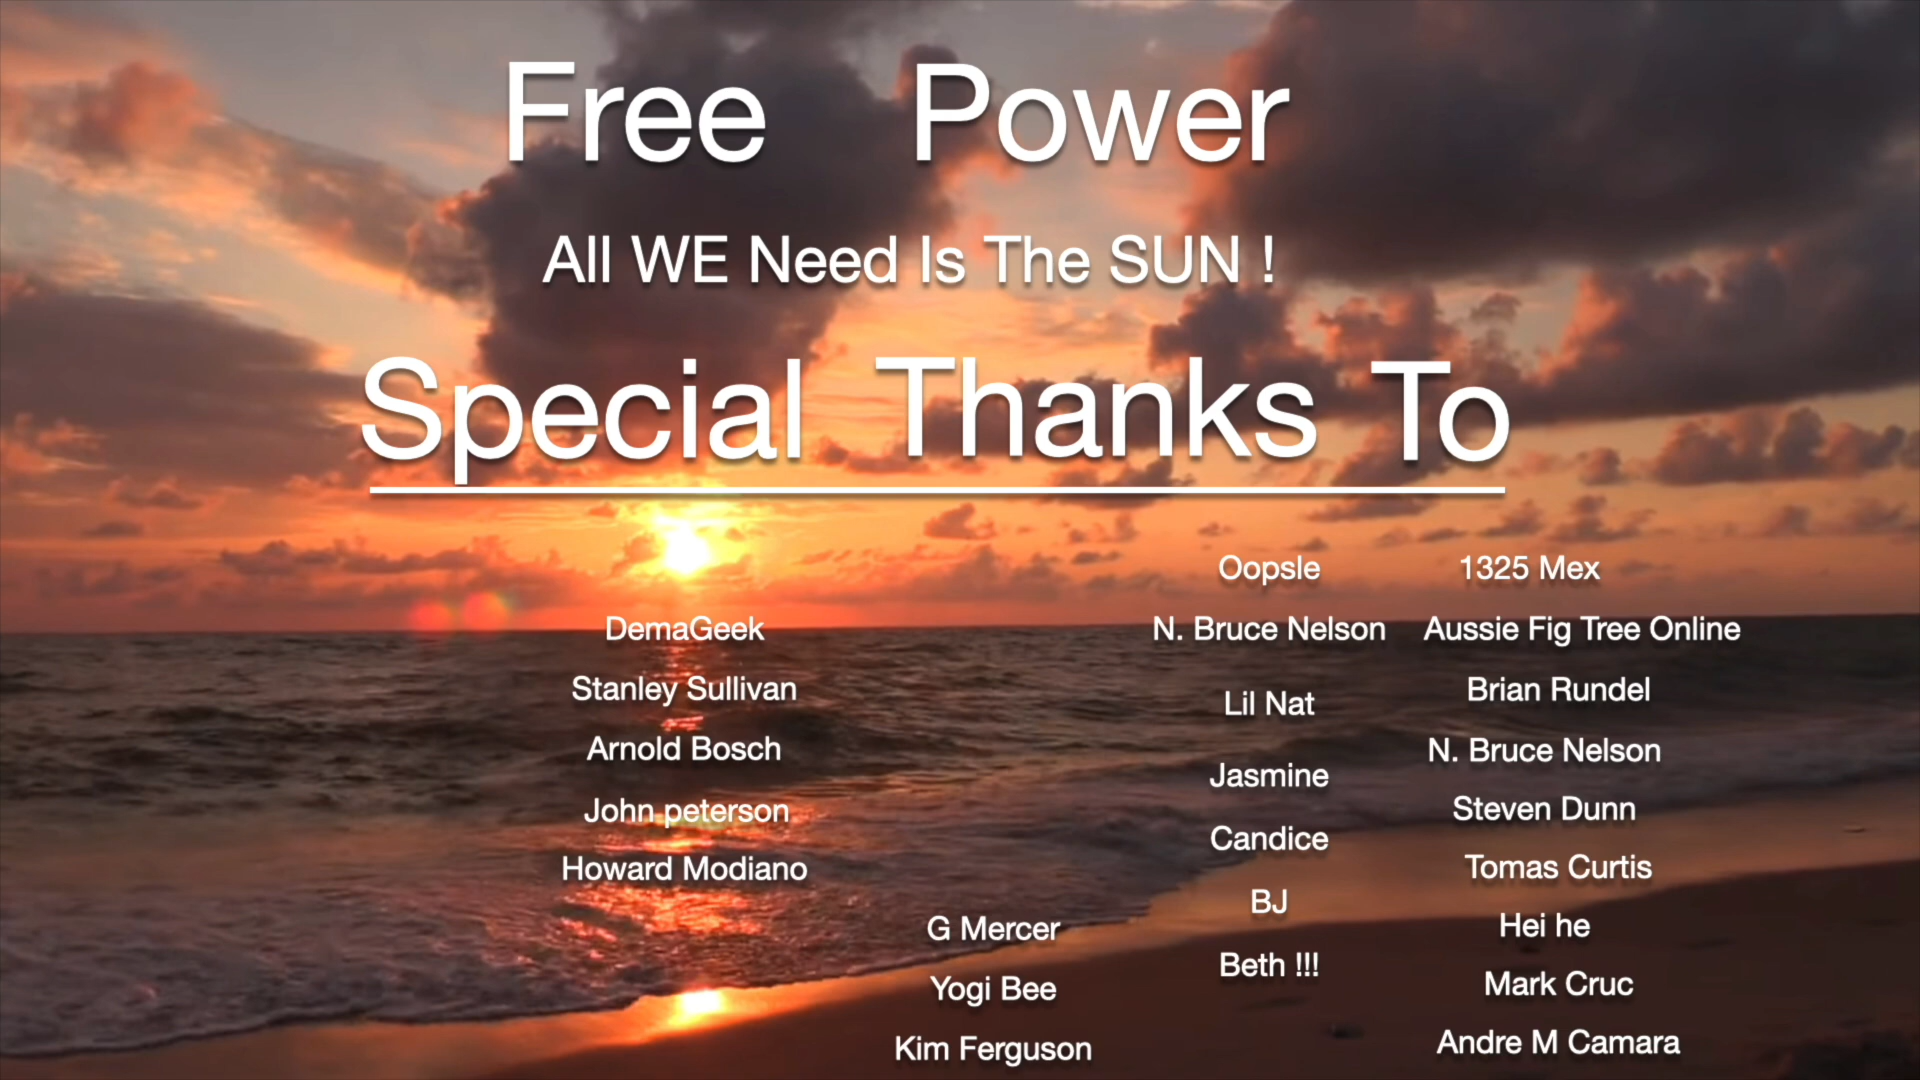 Free Power
All WE Need Is The SUN !
Special Thanks To
DemaGeek
Stanley Sullivan
Arnold Bosch
John peterson
Howard Modiano
G Mercer
Yogi Bee
Kim Ferguson
Oopsle
N. Bruce Nelson
Lil Nat
Jasmine
Candice
BJ
Beth !!!
1325 Mex
Aussie Fig Tree Online
Brian Rundel
N. Bruce Nelson
Steven Dunn
Tomas Curtis
Hei he
Mark Cruc
Andre M Camara